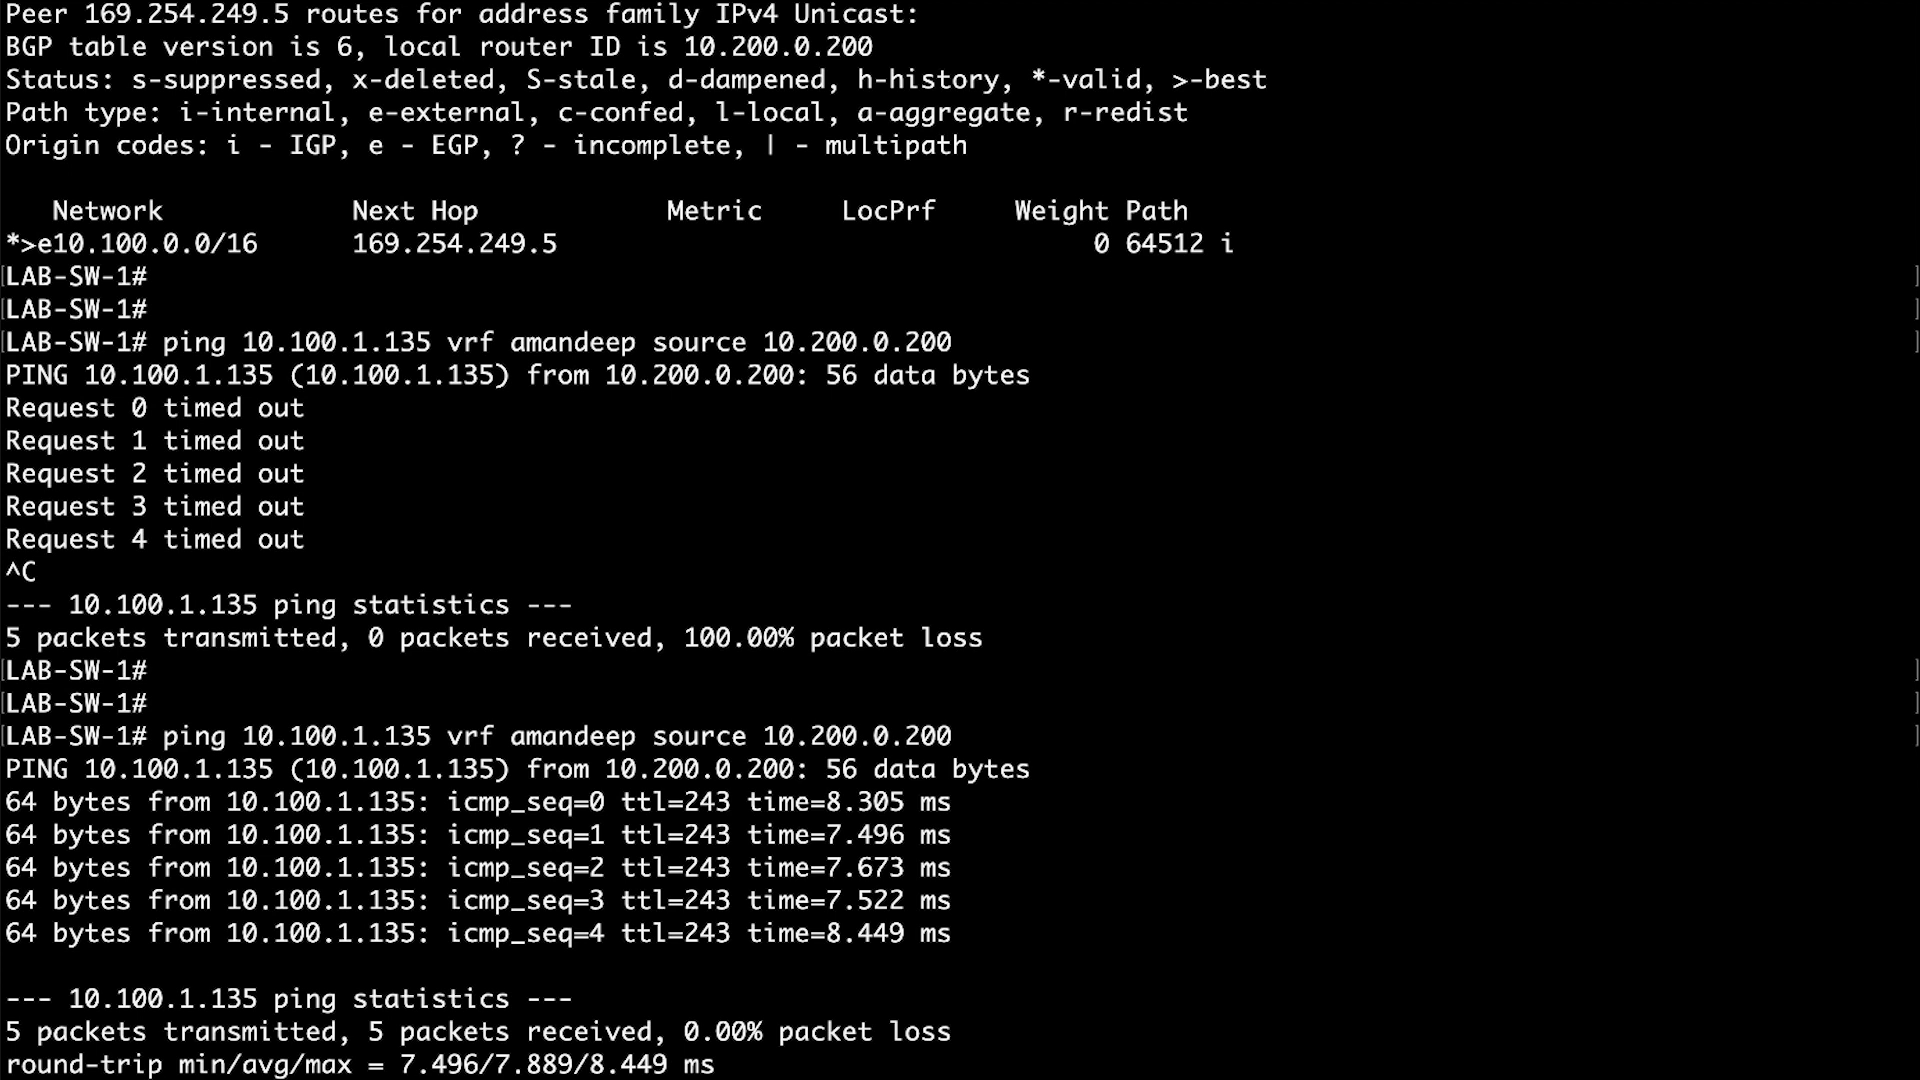 Peer 169.254.249.5 routes for address family IPv4 Unicast:
BGP table version is 6, local router ID is 10.200.0.200
Status: s-suppressed, x-deleted, S-stale, d-dampened, h-history, *-valid, >-best
Path type: i-internal, e-external, c-confed, l-local, a-aggregate, r-redist
Origin codes: i - IGP, e - EGP, ? - incomplete, | - multipath

   Network            Next Hop            Metric     LocPrf     Weight Path
*>e10.100.0.0/16      169.254.249.5                                  0 64512 i
[LAB-SW-1# ]
[LAB-SW-1# ]
[LAB-SW-1# ping 10.100.1.135 vrf amandeep source 10.200.0.200 ]
PING 10.100.1.135 (10.100.1.135) from 10.200.0.200: 56 data bytes
Request 0 timed out
Request 1 timed out
Request 2 timed out
Request 3 timed out
Request 4 timed out
^C
--- 10.100.1.135 ping statistics ---
5 packets transmitted, 0 packets received, 100.00% packet loss
[LAB-SW-1# ]
[LAB-SW-1# ]
[LAB-SW-1# ping 10.100.1.135 vrf amandeep source 10.200.0.200 ]
PING 10.100.1.135 (10.100.1.135) from 10.200.0.200: 56 data bytes
64 bytes from 10.100.1.135: icmp_seq=0 ttl=243 time=8.305 ms
64 bytes from 10.100.1.135: icmp_seq=1 ttl=243 time=7.496 ms
64 bytes from 10.100.1.135: icmp_seq=2 ttl=243 time=7.673 ms
64 bytes from 10.100.1.135: icmp_seq=3 ttl=243 time=7.522 ms
64 bytes from 10.100.1.135: icmp_seq=4 ttl=243 time=8.449 ms

--- 10.100.1.135 ping statistics ---
5 packets transmitted, 5 packets received, 0.00% packet loss
round-trip min/avg/max = 7.496/7.889/8.449 ms